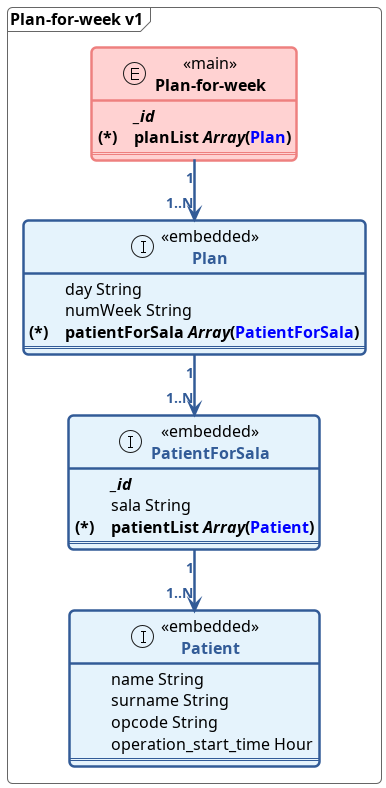 Plan-for-week v1
E
«main»
Plan-for-week
_id
(*) planList Array(Plan)
1
1..N
I
«embedded»
Plan
day String
numWeek String
(*) patientForSala Array(PatientForSala)
1
1..N
I
«embedded»
PatientForSala
_id
sala String
(*) patientList Array(Patient)
1
1..N
I
«embedded»
Patient
name String
surname String
opcode String
operation_start_time Hour